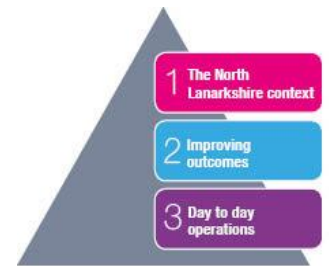 1 The North
Lanarkshire context
2 Improving
outcomes
3 Day to day
operations